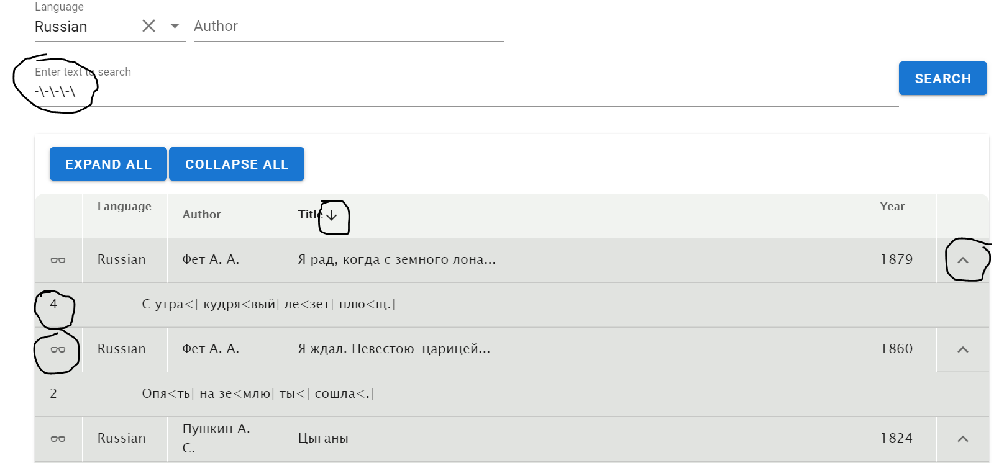 Language
Russian Author
Enter text to search
-\-\-\-\
SEARCH
EXPAND ALL COLLAPSE ALL
Language Author Title Year
Russian Фет А. А. Я рад, когда с земного лона... 1879
4 С утра<| кудря<вый| ле<зет| плю<щ.|
Russian Фет А. А. Я ждал. Невестою-царицей... 1860
2 Опя<ть| на зе<млю| ты<| сошла<.|
Russian Пушкин А. С. Цыганы 1824